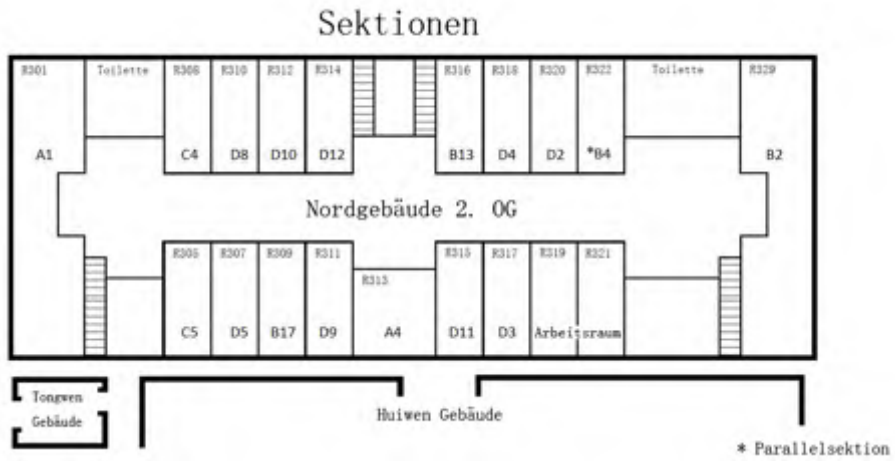 Sektionen
R301 Toilette R308 R310 R312 R314 R316 R318 R320 R322 Toilette R329
A1 C4 D8 D10 D12 B13 D4 D2 *B4 B2
Nordgebäude 2. OG
R305 R307 R309 R311 R313 R315 R317 R319 R321
C5 D5 B17 D9 A4 D11 D3 Arbeitsraum
Tongwen
Gebäude
Huiwen Gebäude
* Parallelsektion